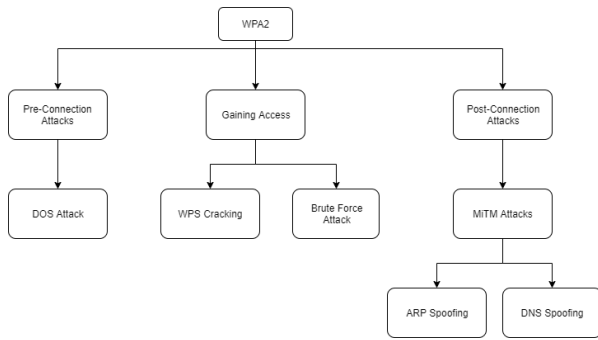 WPA2
Pre-Connection
Attacks
Gaining Access
Post-Connection
Attacks
DOS Attack
WPS Cracking
Brute Force
Attack
MiTM Attacks
ARP Spoofing
DNS Spoofing